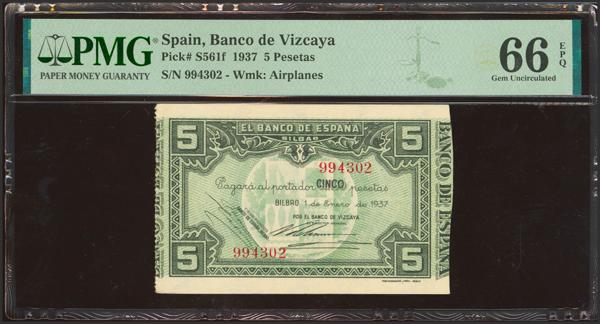 PMG
PAPER MONEY GUARANTY
Spain, Banco de Vizcaya
Pick# S561f 1937 5 Pesetas
S/N 994302 - Wmk: Airplanes
66 EPQ
Gem Uncirculated
EL BANCO DE ESPAÑA
BILBAO
5
5
994302
Pagará al portador CINCO pesetas
BILBAO 1 de Enero de 1937
POR EL BANCO DE VIZCAYA
994302
5
5
BANCO DE ESPAÑA